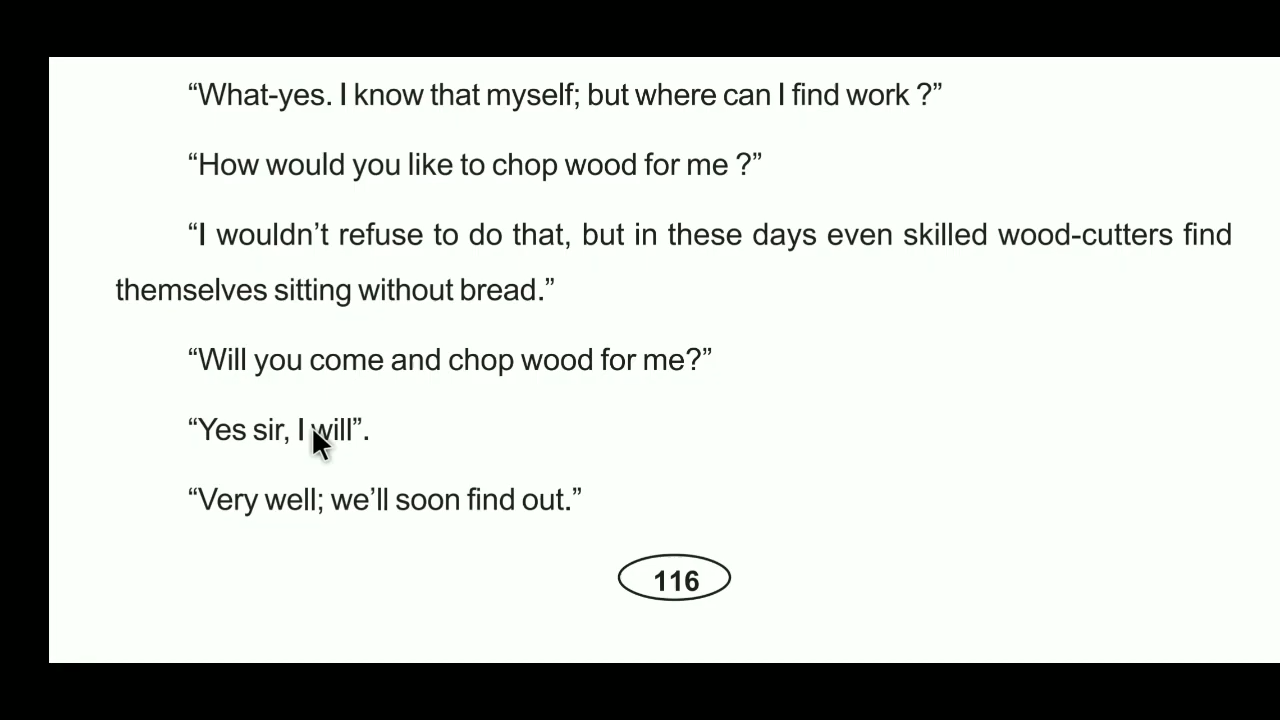 “What-yes. I know that myself; but where can I find work ?”
“How would you like to chop wood for me ?”
“I wouldn’t refuse to do that, but in these days even skilled wood-cutters find
themselves sitting without bread.”
“Will you come and chop wood for me?”
“Yes sir, I will”.
“Very well; we’ll soon find out.”
116